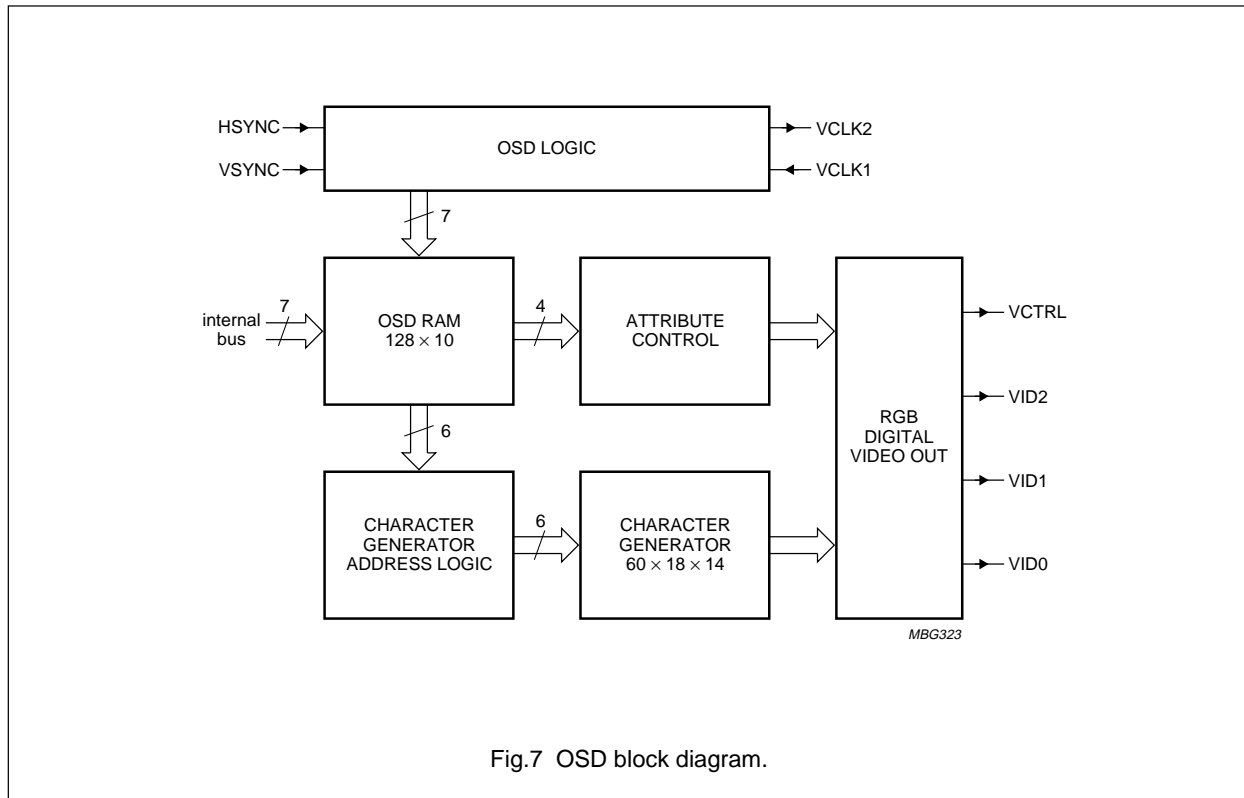 HSYNC
VSYNC
OSD LOGIC
VCLK2
VCLK1
7
internal
bus
7
OSD RAM
128 × 10
4
ATTRIBUTE
CONTROL
6
CHARACTER
GENERATOR
ADDRESS LOGIC
6
CHARACTER
GENERATOR
60 × 18 × 14
RGB
DIGITAL
VIDEO OUT
VCTRL
VID2
VID1
VID0
MBG323
Fig.7 OSD block diagram.